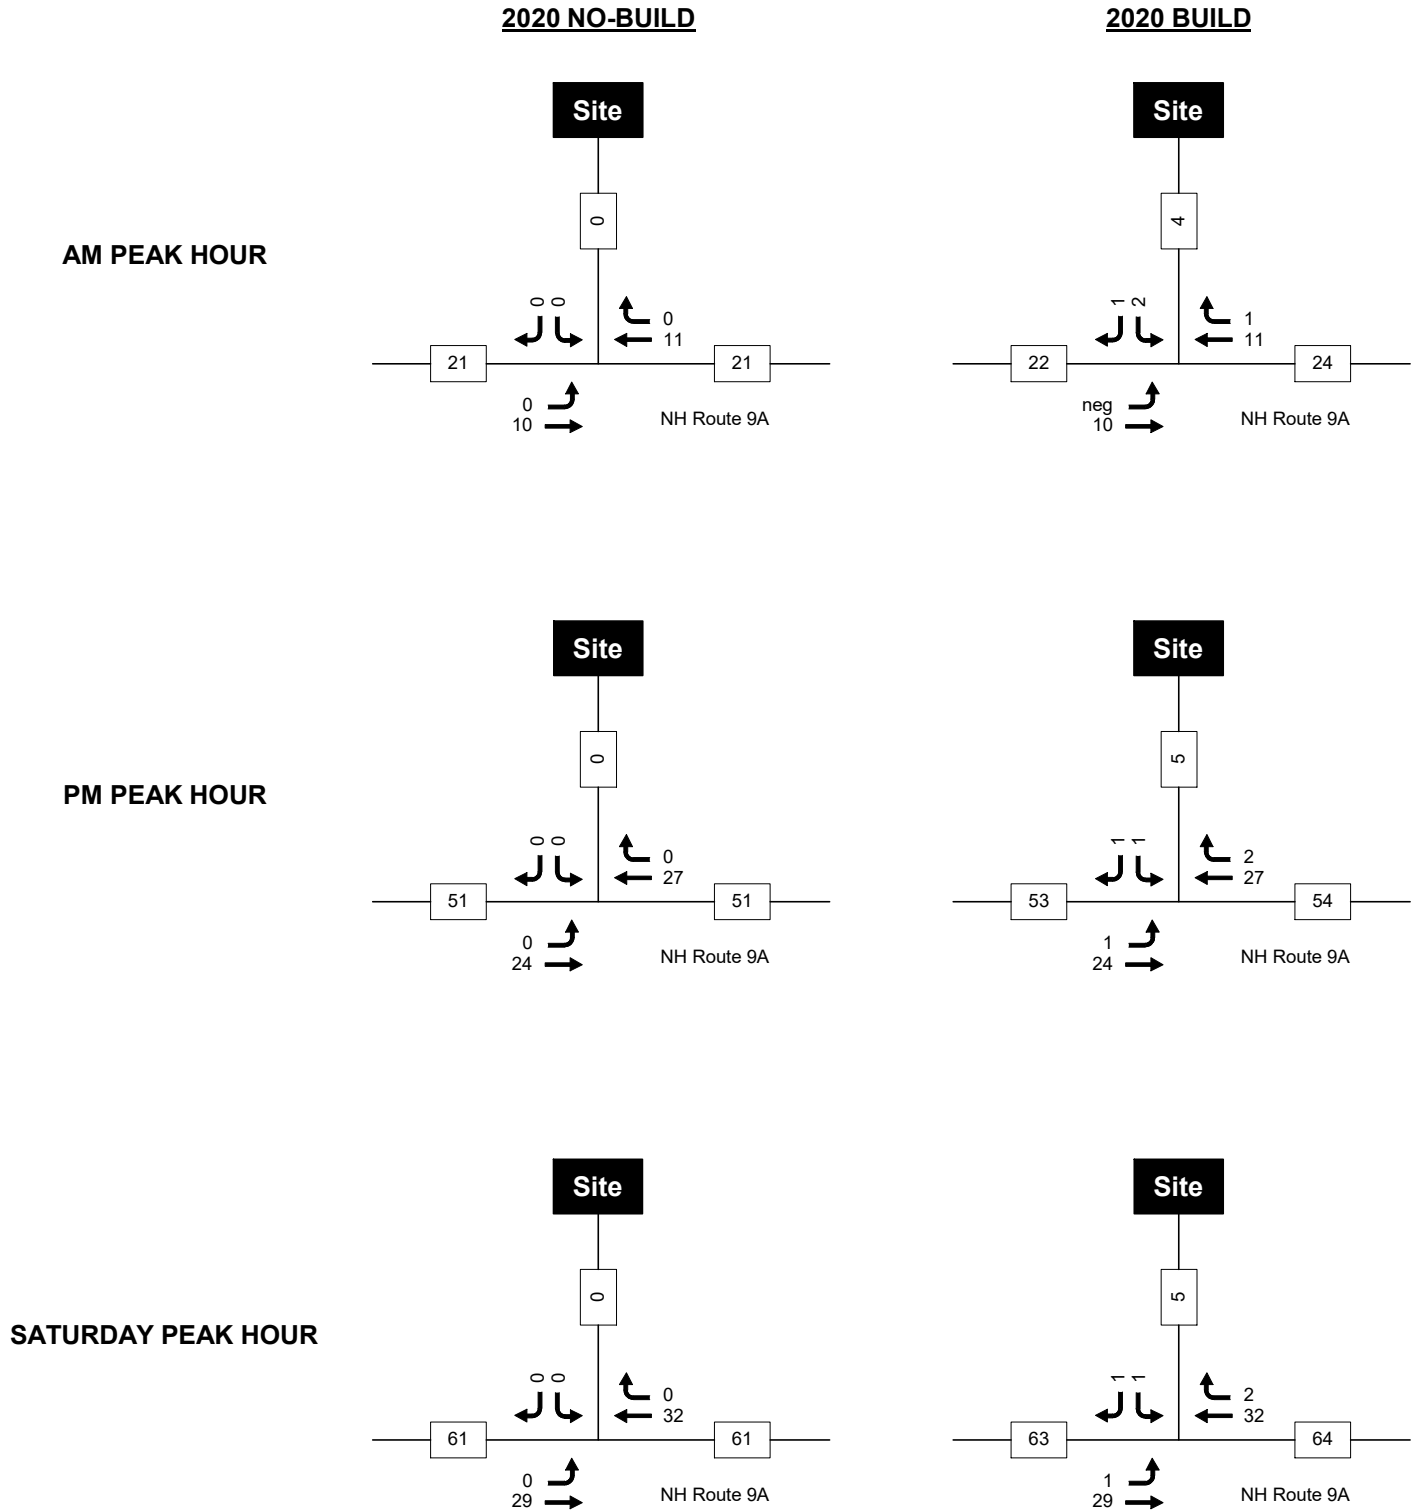 2020 NO-BUILD 2020 BUILD
Site Site
0 4
AM PEAK HOUR
0 0 1 2
0 1
11 11
21 21 22 24
0 neg
10 NH Route 9A 10 NH Route 9A
Site Site
0 5
PM PEAK HOUR
0 0 1 1
0 2
27 27
51 51 53 54
0 1
24 NH Route 9A 24 NH Route 9A
Site Site
0 5
SATURDAY PEAK HOUR
0 0 1 1
0 2
32 32
61 61 63 64
0 1
29 NH Route 9A 29 NH Route 9A